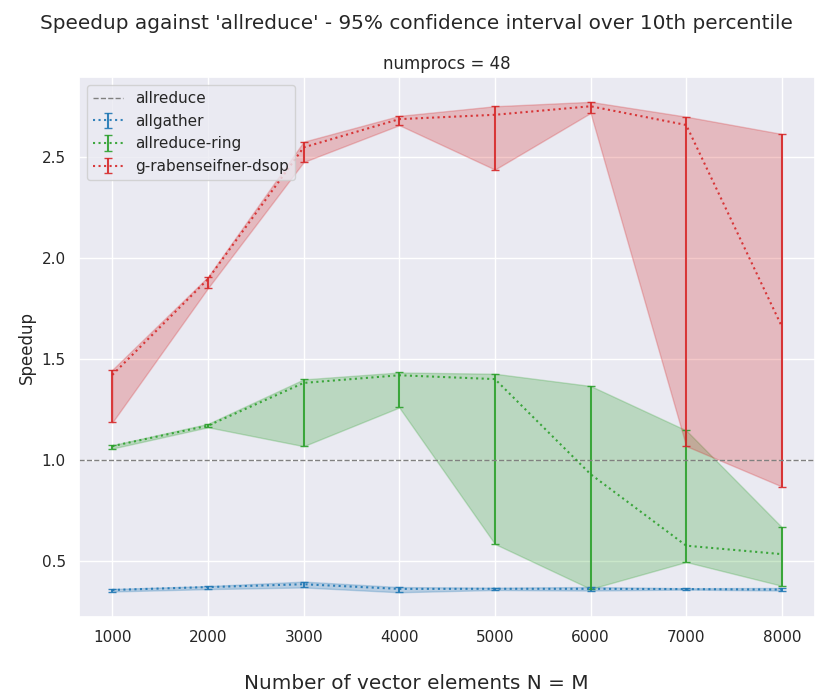 Speedup against 'allreduce' - 95% confidence interval over 10th percentile
numprocs = 48
allreduce
allgather
allreduce-ring
g-rabenseifner-dsop
2.5
2.0
1.5
1.0
0.5
Speedup
1000 2000 3000 4000 5000 6000 7000 8000
Number of vector elements N = M